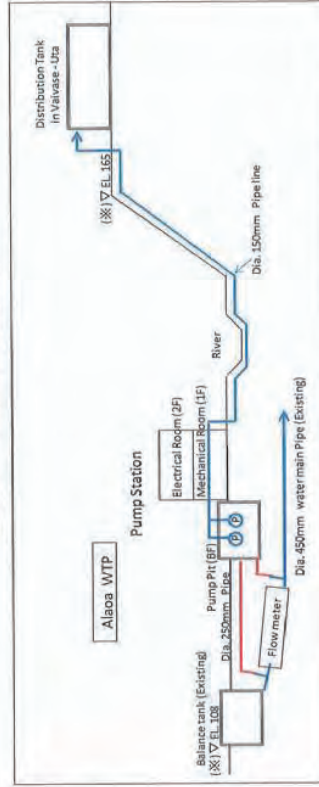 Alaoa WTP
Pump Station
Electrical Room (2F)
Mechanical Room (1F)
Pump Pit (BF)
P
P
Dia. 250mm Pipe
Balance tank (Existing)
(※)▽EL 108
Flow meter
Dia. 450mm water main Pipe (Existing)
River
Dia. 150mm Pipe line
(※)▽EL 165
Distribution Tank
in Vaivase - Uta